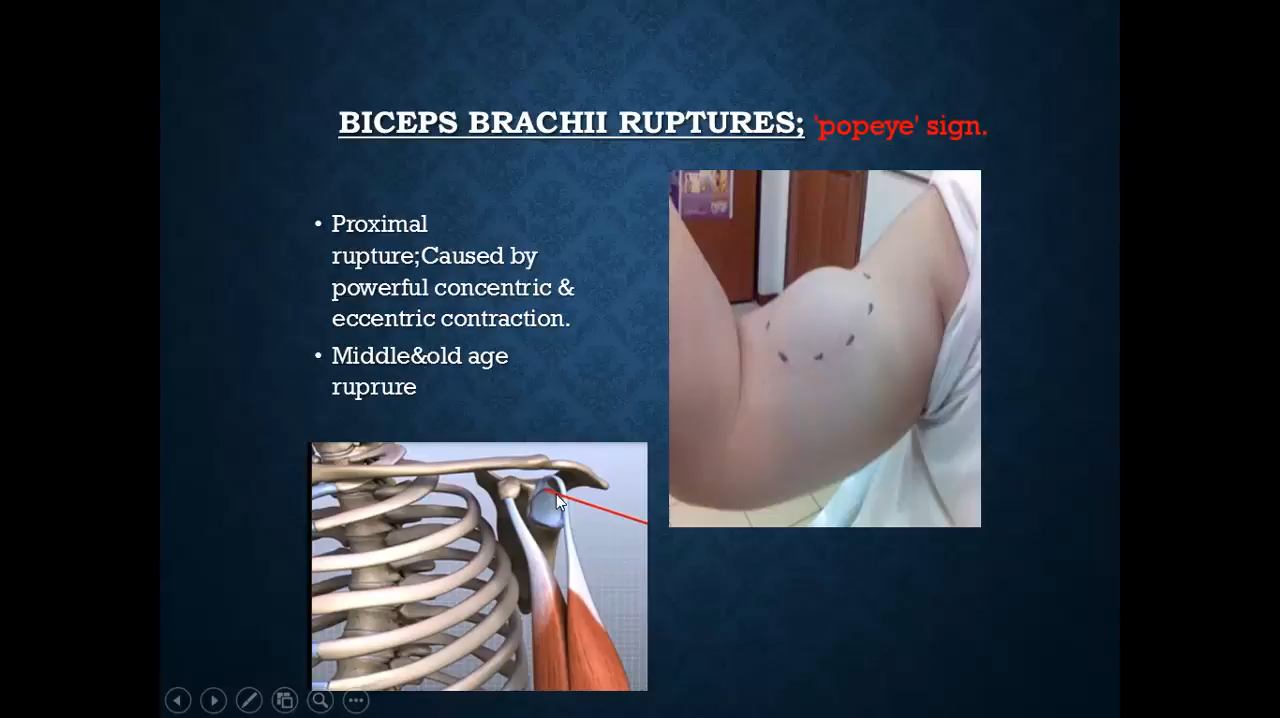 BICEPS BRACHII RUPTURES; 'popeye' sign.
• Proximal
rupture;Caused by
powerful concentric &
eccentric contraction.
• Middle&old age
ruprure